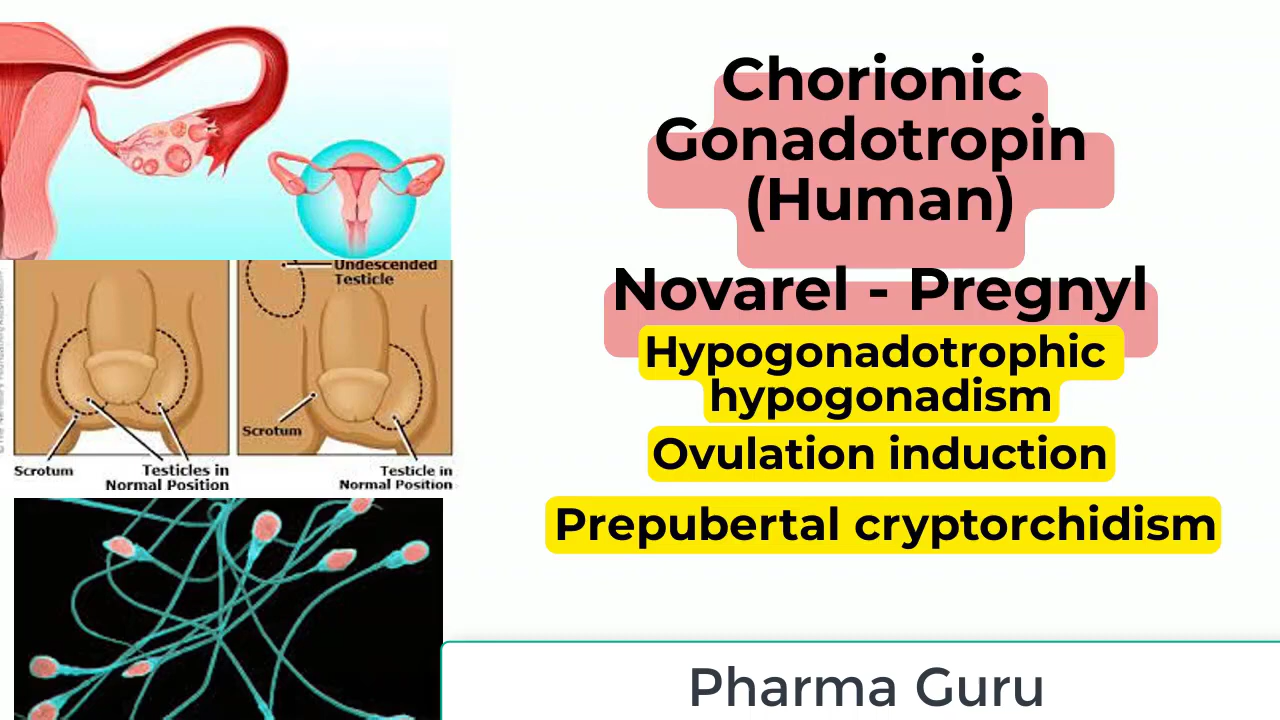 Chorionic
Gonadotropin
(Human)
Novarel - Pregnyl
Hypogonadotrophic
hypogonadism
Ovulation induction
Prepubertal cryptorchidism
Undescended
Testicle
Scrotum
Scrotum
Testicles in
Normal Position
Testicle in
Normal Position
Pharma Guru